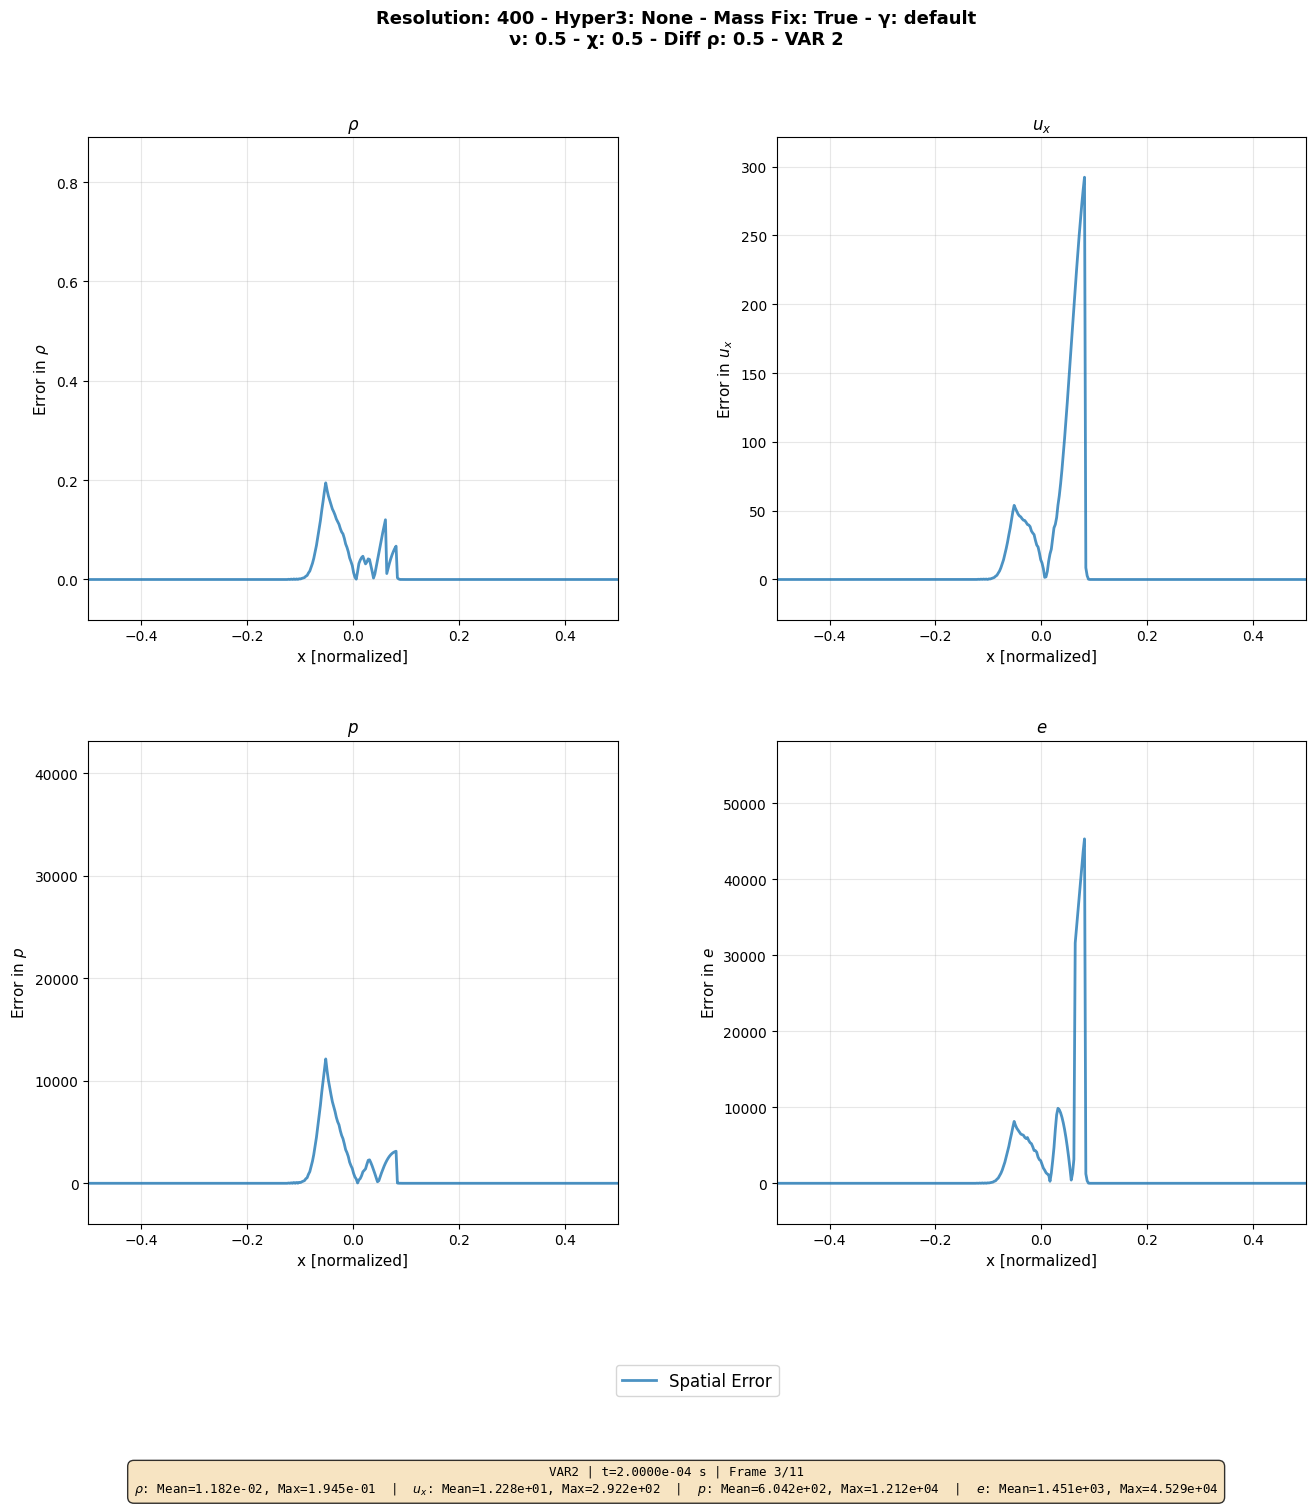 Resolution: 400 - Hyper3: None - Mass Fix: True - γ: default
ν: 0.5 - χ: 0.5 - Diff ρ: 0.5 - VAR 2
ρ
0.8
0.6
0.4
0.2
0.0
Error in ρ
−0.4 −0.2 0.0 0.2 0.4
x [normalized]
u_x
300
250
200
150
100
50
0
Error in u_x
−0.4 −0.2 0.0 0.2 0.4
x [normalized]
p
40000
30000
20000
10000
0
Error in p
−0.4 −0.2 0.0 0.2 0.4
x [normalized]
e
50000
40000
30000
20000
10000
0
Error in e
−0.4 −0.2 0.0 0.2 0.4
x [normalized]
Spatial Error
VAR2 | t=2.0000e-04 s | Frame 3/11
ρ: Mean=1.182e-02, Max=1.945e-01 | u_x: Mean=1.228e+01, Max=2.922e+02 | p: Mean=6.042e+02, Max=1.212e+04 | e: Mean=1.451e+03, Max=4.529e+04